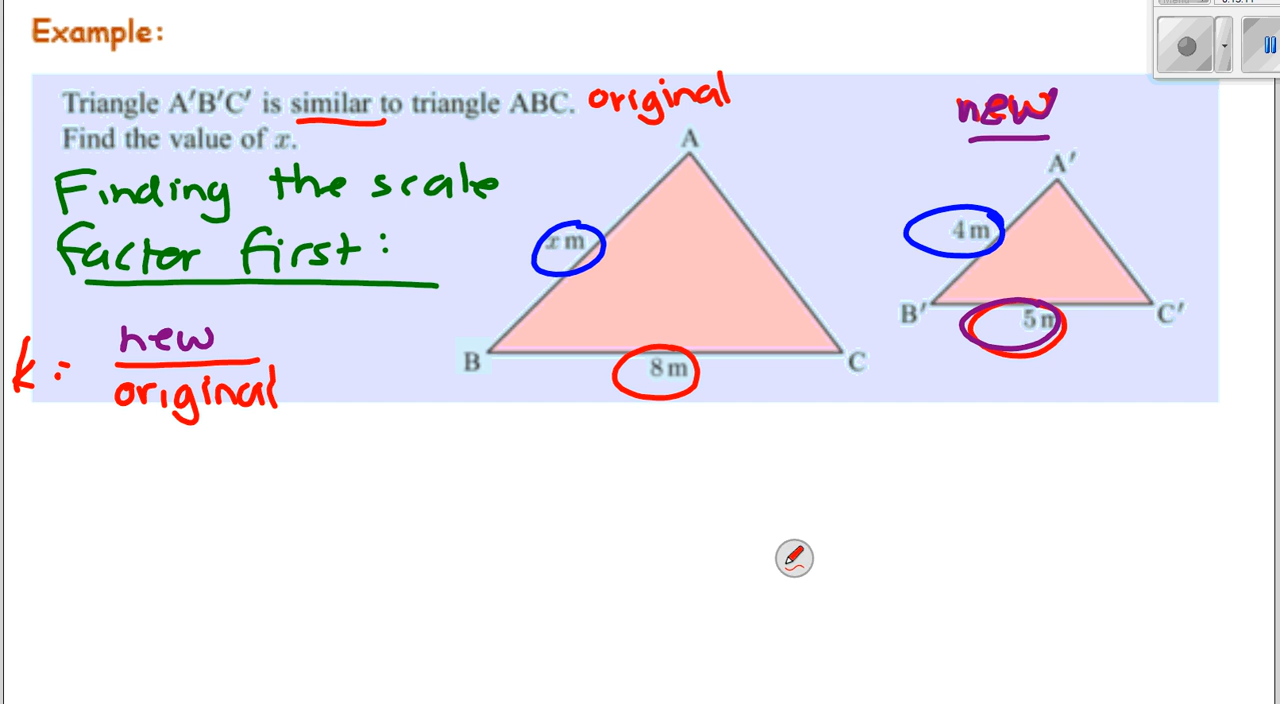 Example:
Triangle A'B'C' is similar to triangle ABC. original
Find the value of x.
new
Finding the scale
factor first:
k = new
original
A
x m
B
8 m
C
A'
4 m
B'
5 m
C'